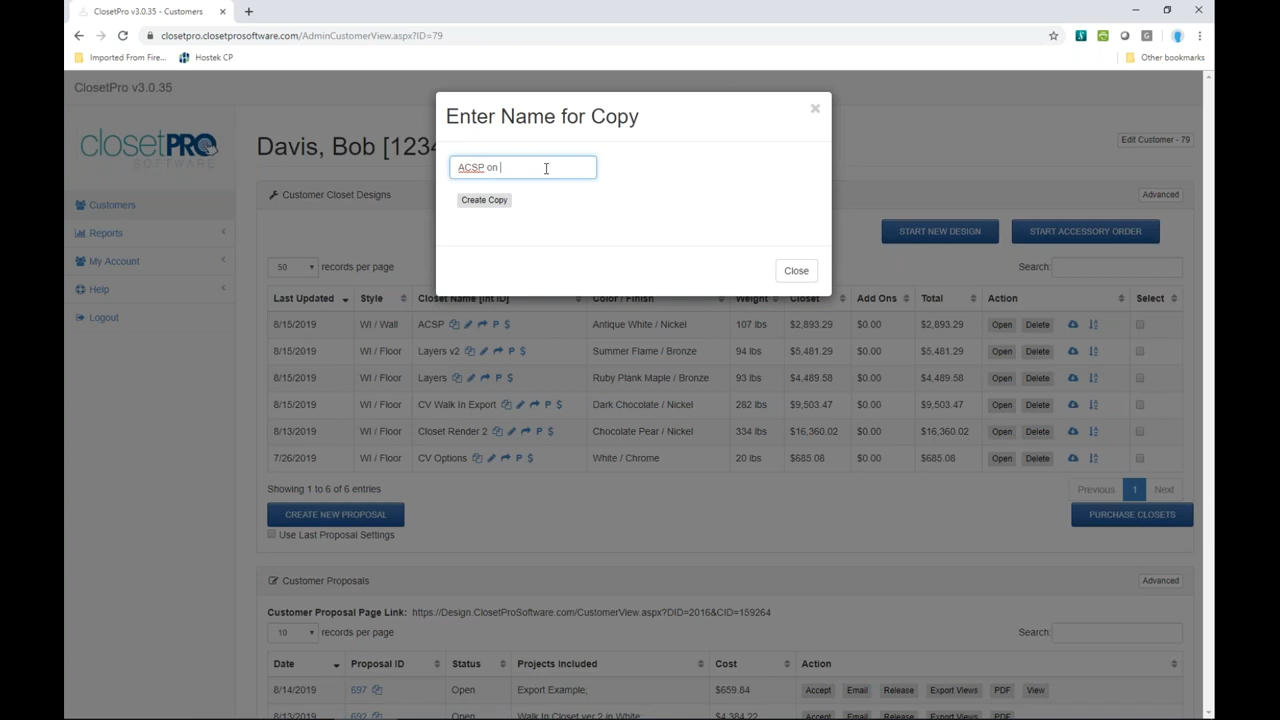 ClosetPro v3.0.35 - Customers
closetpro.closetprosoftware.com/AdminCustomerView.aspx?ID=79
Imported From Fire... Hostek CP Other bookmarks
ClosetPro v3.0.35
closetPRO
SOFTWARE
Customers
Reports
My Account
Help
Logout
Enter Name for Copy
ACSP on
Create Copy
Close
Davis, Bob [1234 Edit Customer - 79
Customer Closet Designs Advanced
START NEW DESIGN START ACCESSORY ORDER
50 records per page Search:
Last Updated Style Closet Name [Int ID] Color / Finish Weight Closet Add Ons Total Action Select
8/15/2019 WI / Wall ACSP P $ Antique White / Nickel 107 lbs $2,893.29 $0.00 $2,893.29 Open Delete
8/15/2019 WI / Floor Layers v2 P $ Summer Flame / Bronze 94 lbs $5,481.29 $0.00 $5,481.29 Open Delete
8/15/2019 WI / Floor Layers P $ Ruby Plank Maple / Bronze 93 lbs $4,489.58 $0.00 $4,489.58 Open Delete
8/15/2019 WI / Floor CV Walk In Export P $ Dark Chocolate / Nickel 282 lbs $9,503.47 $0.00 $9,503.47 Open Delete
8/13/2019 WI / Floor Closet Render 2 P $ Chocolate Pear / Nickel 334 lbs $16,360.02 $0.00 $16,360.02 Open Delete
7/26/2019 WI / Floor CV Options P $ White / Chrome 20 lbs $685.08 $0.00 $685.08 Open Delete
Showing 1 to 6 of 6 entries Previous 1 Next
CREATE NEW PROPOSAL PURCHASE CLOSETS
Use Last Proposal Settings
Customer Proposals Advanced
Customer Proposal Page Link: https://Design.ClosetProSoftware.com/CustomerView.aspx?DID=2016&CID=159264
10 records per page Search:
Date Proposal ID Status Projects Included Cost Action
8/14/2019 697 Open Export Example, $659.84 Accept Email Release Export Views PDF View
8/13/2019 692 Open Walk In Closet ver 2 in White $4,384.22 Accept Email Release Export Views PDF View